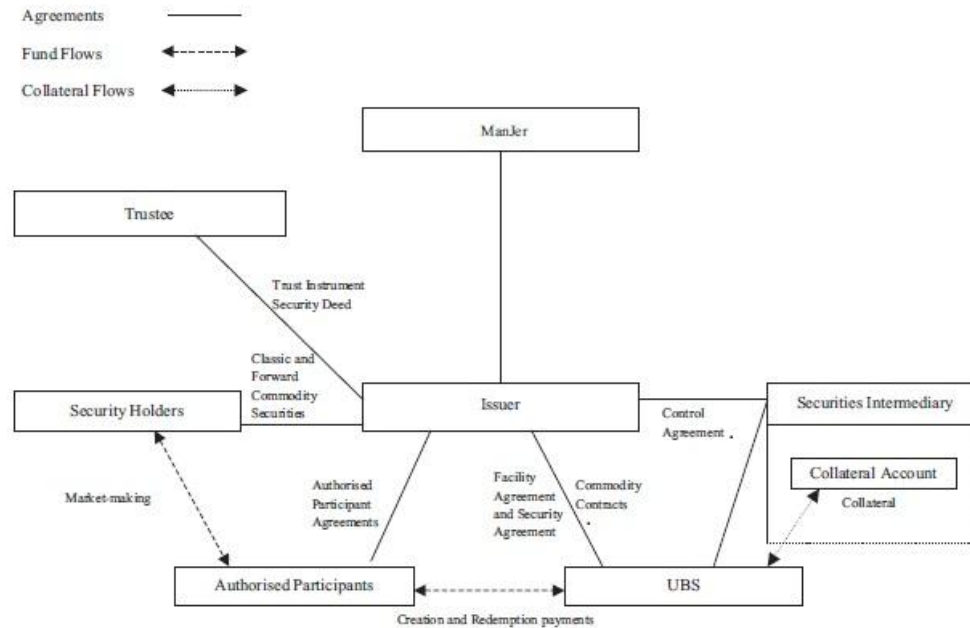 Agreements
Fund Flows
Collateral Flows
ManJer
Trustee
Trust Instrument
Security Deed
Classic and
Forward
Commodity
Securities
Security Holders
Issuer
Securities Intermediary
Control
Agreement
Collateral Account
Collateral
Market-making
Authorised
Participant
Agreements
Facility
Agreement
and Security
Agreement
Commodity
Contracts
Authorised Participants
UBS
Creation and Redemption payments